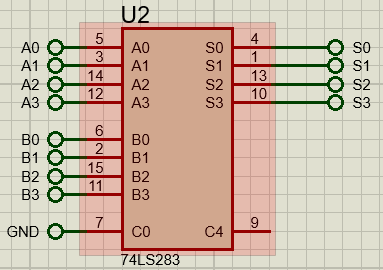 U2
A0 5 A0 S0 4 S0
A1 3 A1 S1 1 S1
A2 14 A2 S2 13 S2
A3 12 A3 S3 10 S3
B0 6 B0
B1 2 B1
B2 15 B2
B3 11 B3
GND 7 C0 C4 9
74LS283